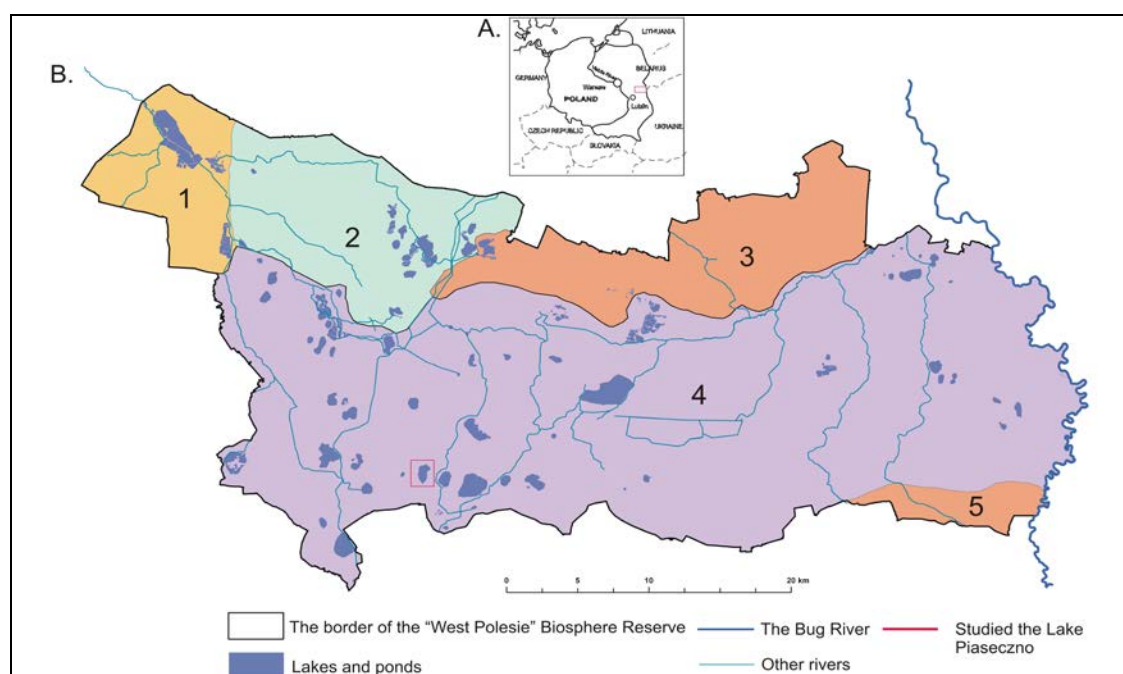 A.
LITHUANIA
BELARUS
GERMANY
Warsaw
POLAND
Lublin
UKRAINE
CZECH REPUBLIC
SLOVAKIA
B.
1
2
3
4
5
0 5 10 20 km
The border of the “West Polesie” Biosphere Reserve
Lakes and ponds
The Bug River
Other rivers
Studied the Lake
Piaseczno